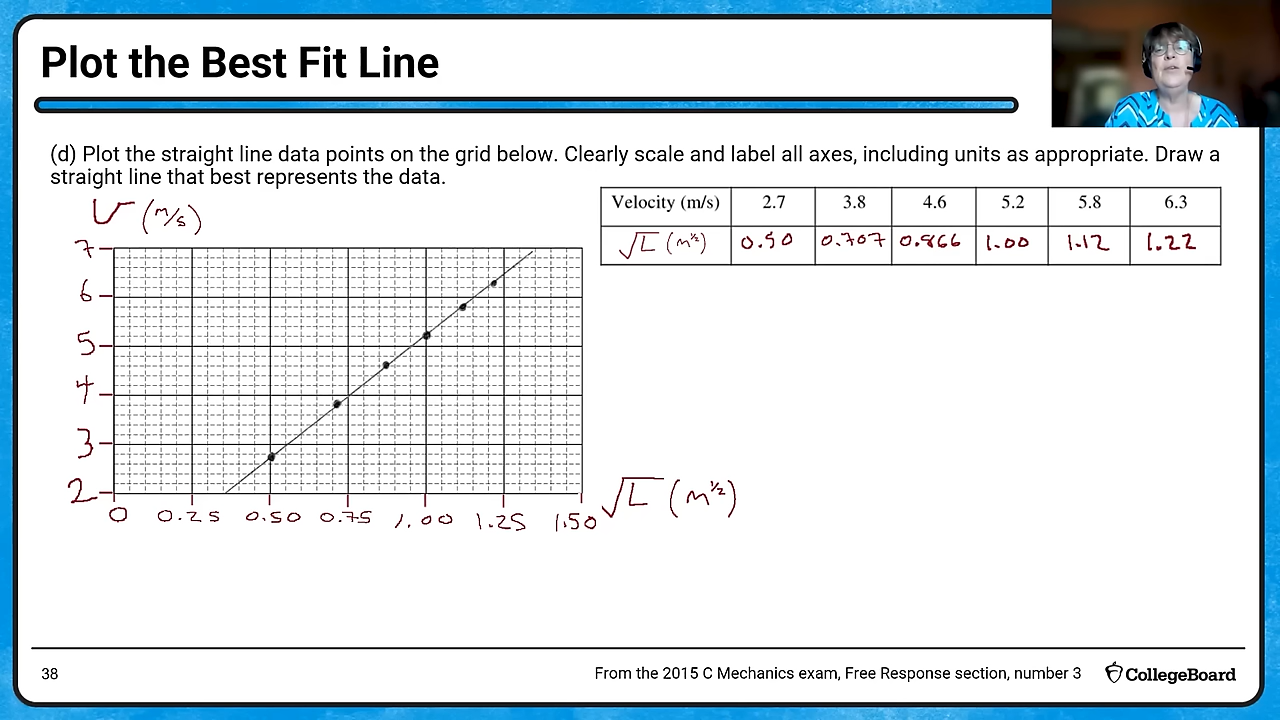 Plot the Best Fit Line
(d) Plot the straight line data points on the grid below. Clearly scale and label all axes, including units as appropriate. Draw a
straight line that best represents the data.
Velocity (m/s) 2.7 3.8 4.6 5.2 5.8 6.3
√L (m^½) 0.50 0.707 0.866 1.00 1.12 1.22
V (m/s)
7
6
5
4
3
2
0 0.25 0.50 0.75 1.00 1.25 1.50
√L (m^½)
38
From the 2015 C Mechanics exam, Free Response section, number 3
CollegeBoard